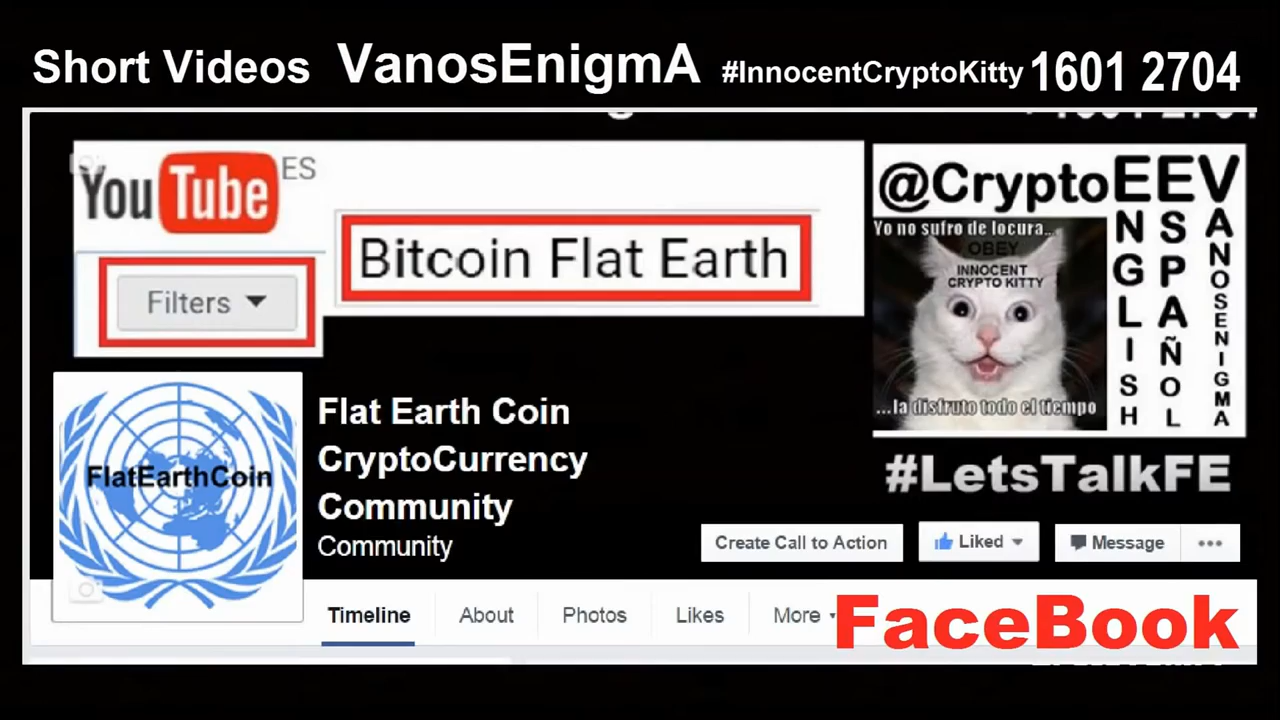 Short Videos VanosEnigmA #InnocentCryptoKitty 1601 2704
YouTube ES
Bitcoin Flat Earth
Filters
@CryptoEEV
ENGLISH
ESPAÑOL
VANOSENIGMA
Yo no sufro de locura...
OBEY
INNOCENT
CRYPTO KITTY
...la disfruto todo el tiempo
#LetsTalkFE
FlatEarthCoin
Flat Earth Coin
CryptoCurrency
Community
Community
Create Call to Action Liked Message
Timeline About Photos Likes More
FaceBook